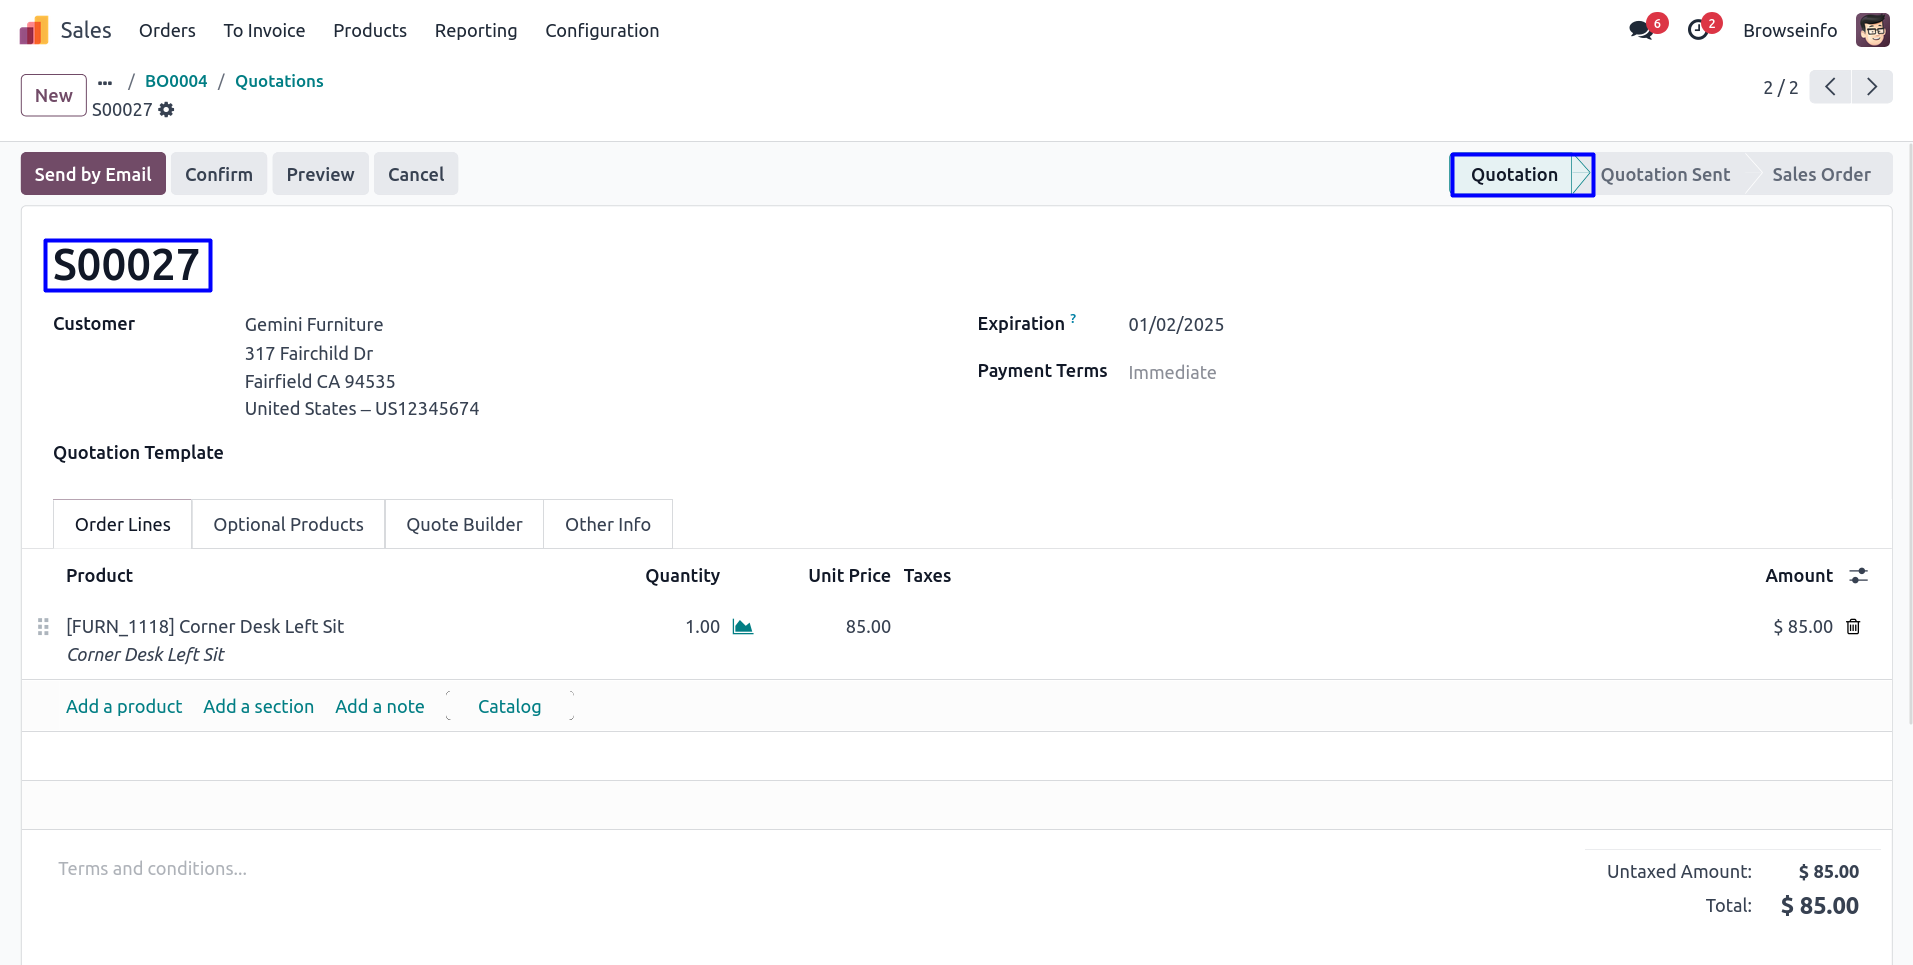 Sales Orders To Invoice Products Reporting Configuration 6 2 Browseinfo
New ... / BO0004 / Quotations 2 / 2
S00027
Send by Email Confirm Preview Cancel Quotation Quotation Sent Sales Order
S00027
Customer Gemini Furniture Expiration ? 01/02/2025
317 Fairchild Dr
Fairfield CA 94535 Payment Terms Immediate
United States – US12345674
Quotation Template
Order Lines Optional Products Quote Builder Other Info
Product Quantity Unit Price Taxes Amount
[FURN_1118] Corner Desk Left Sit 1.00 85.00 $ 85.00
Corner Desk Left Sit
Add a product Add a section Add a note Catalog
Terms and conditions... Untaxed Amount: $ 85.00
Total: $ 85.00